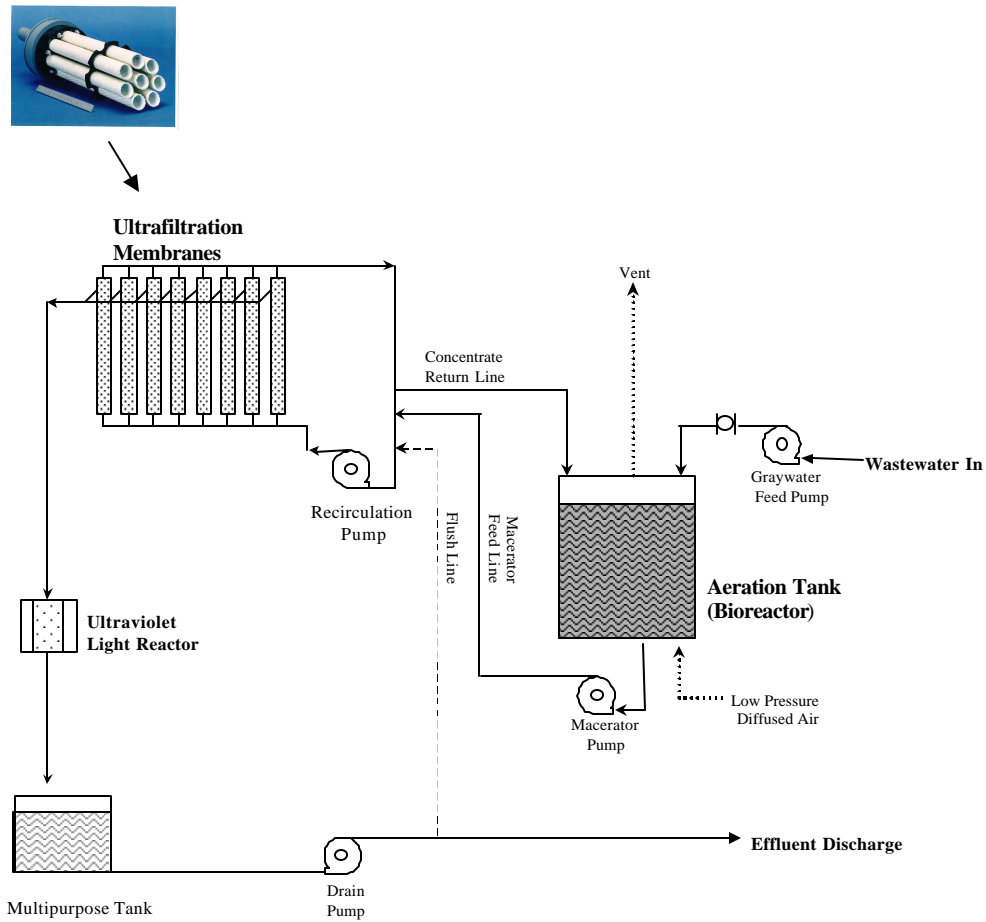 Ultrafiltration
Membranes
Vent
Concentrate
Return Line
Wastewater In
Graywater
Feed Pump
Recirculation
Pump
Flush Line
Macerator
Feed Line
Aeration Tank
(Bioreactor)
Ultraviolet
Light Reactor
Low Pressure
Diffused Air
Macerator
Pump
Effluent Discharge
Drain
Pump
Multipurpose Tank